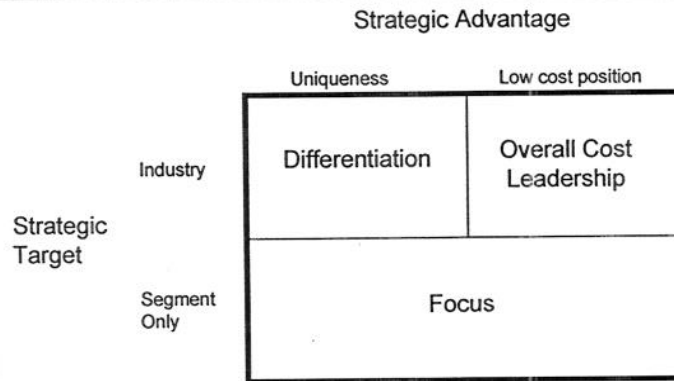 Strategic Advantage
Uniqueness
Low cost position
Industry
Differentiation
Overall Cost
Leadership
Strategic
Target
Segment
Only
Focus